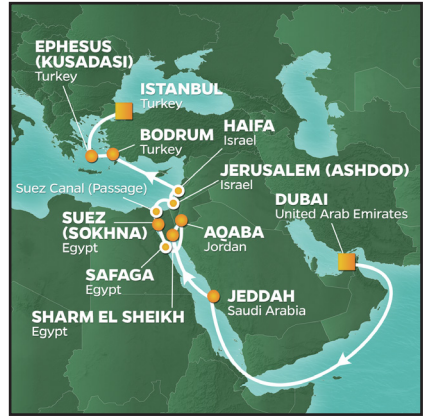 EPHESUS
(KUSADASI)
Turkey
ISTANBUL
Turkey
BODRUM
Turkey
HAIFA
Israel
JERUSALEM (ASHDOD)
Israel
Suez Canal (Passage)
DUBAI
United Arab Emirates
SUEZ
(SOKHNA)
Egypt
AQABA
Jordan
SAFAGA
Egypt
SHARM EL SHEIKH
Egypt
JEDDAH
Saudi Arabia